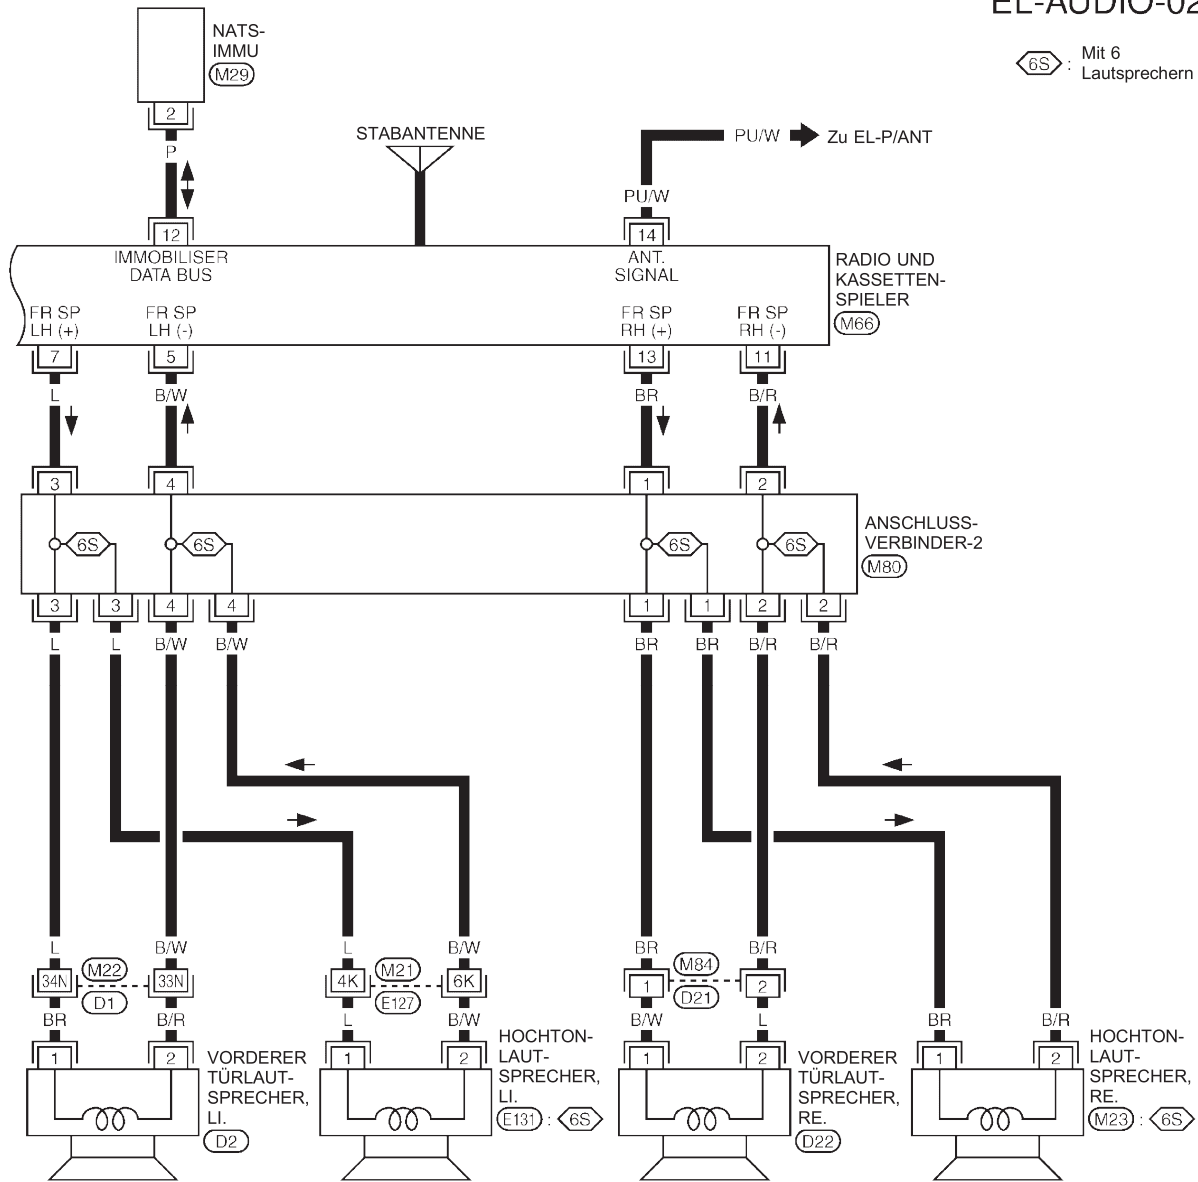 EL-AUDIO-02
6S : Mit 6
Lautsprechern
NATS-
IMMU
M29
2
P
STABANTENNE
PU/W
Zu EL-P/ANT
PU/W
12
14
IMMOBILISER
DATA BUS
ANT.
SIGNAL
RADIO UND
KASSETTEN-
SPIELER
M66
FR SP
LH (+)
FR SP
LH (-)
FR SP
RH (+)
FR SP
RH (-)
7 5 13 11
L B/W BR B/R
3 4 1 2
6S 6S 6S 6S
ANSCHLUSS-
VERBINDER-2
M80
3 3 4 4 1 1 2 2
L L B/W B/W BR BR B/R B/R
L B/W L B/W BR B/R
34N M22 33N 4K M21 6K 1 M84 2
D1 E127 D21
BR B/R L B/W B/W L BR B/R
1 2 1 2 1 2 1 2
VORDERER
TÜRLAUT-
SPRECHER,
LI.
D2
HOCHTON-
LAUT-
SPRECHER,
LI.
E131 : 6S
VORDERER
TÜRLAUT-
SPRECHER,
RE.
D22
HOCHTON-
LAUT-
SPRECHER,
RE.
M23 : 6S